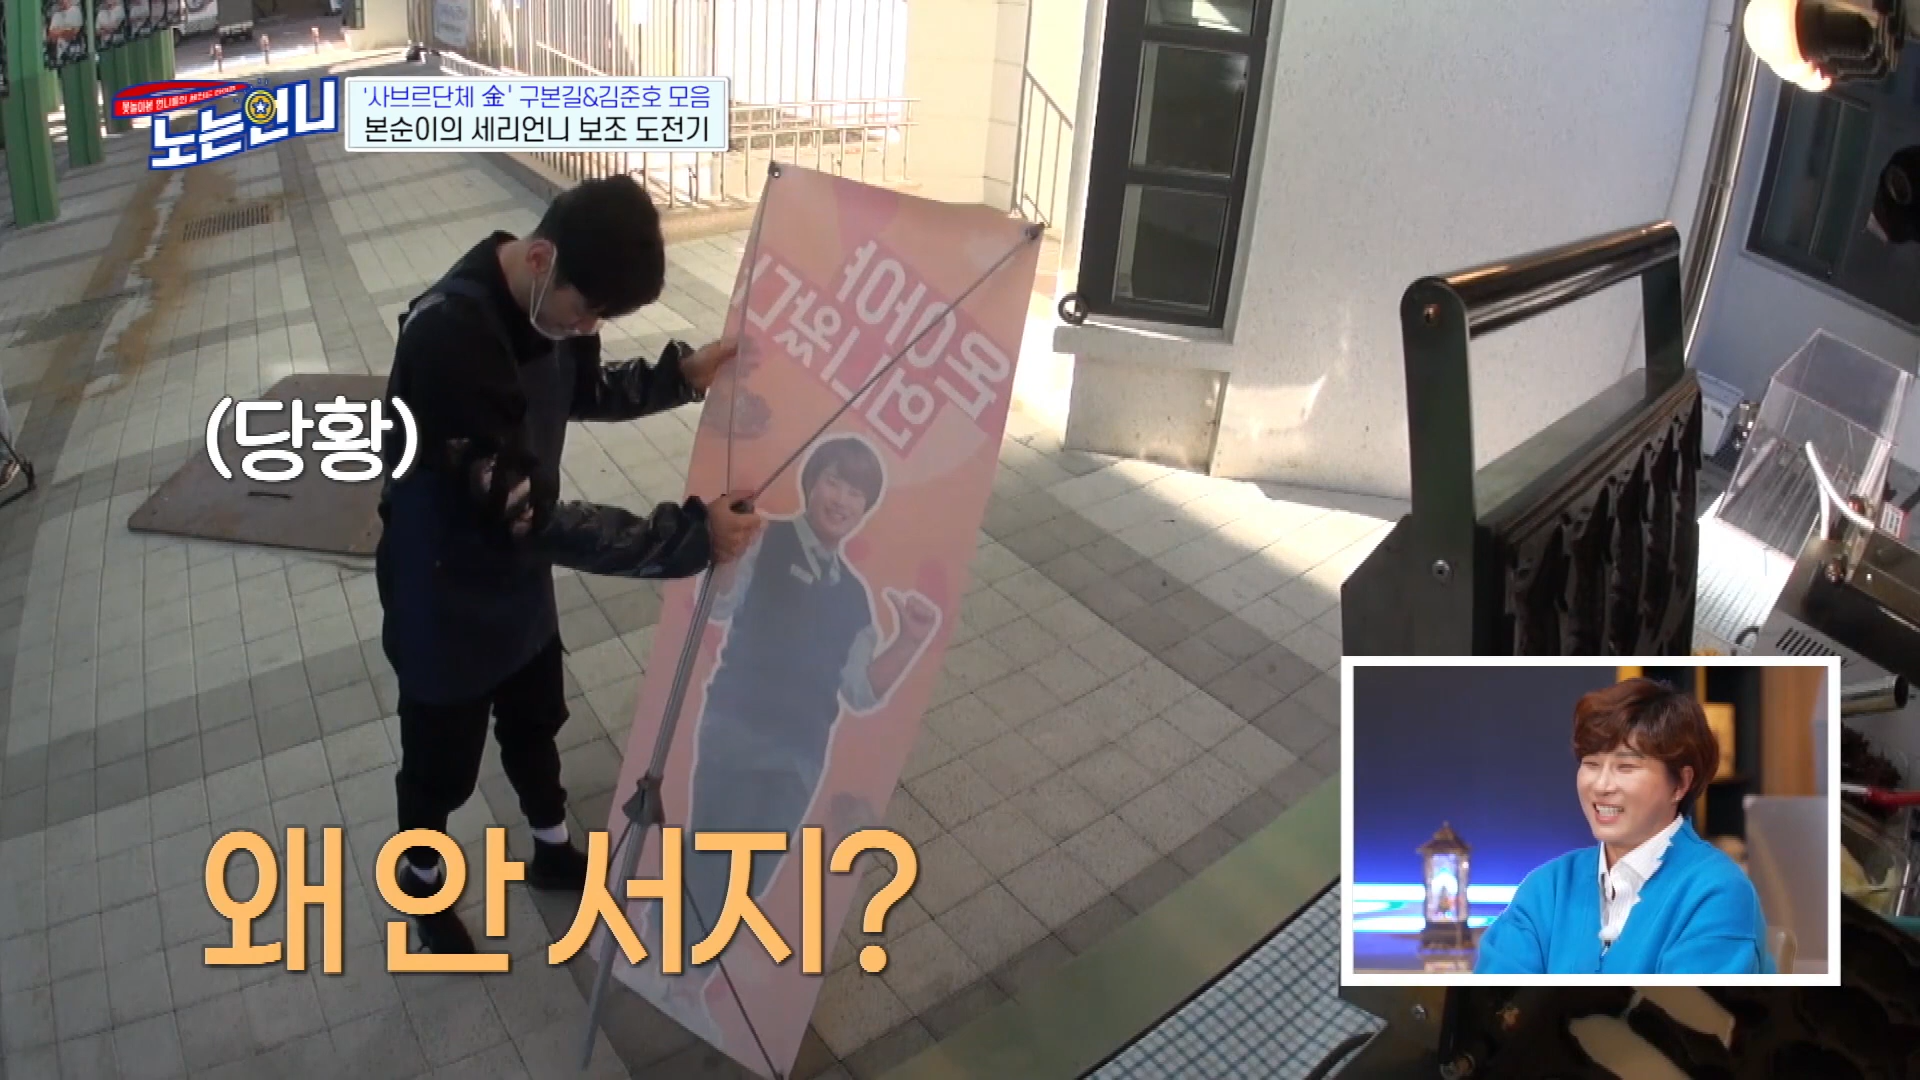 노는언니
'사브르단체 金' 구본길&김준호 모음
본순이의 세리언니 보조 도전기
(당황)
왜 안 서지?